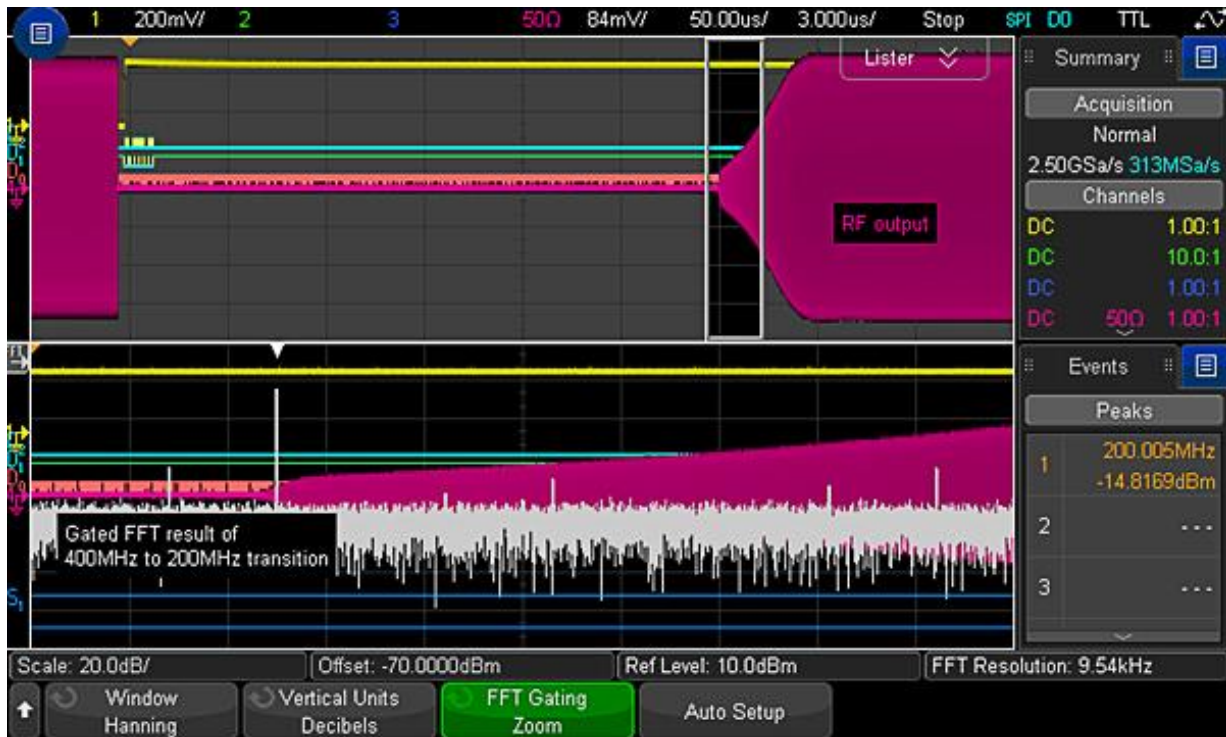 1 200mV/ 2 3 50Ω 84mV/ 50.00us/ 3.000us/ Stop SPI D0 TTL
Lister
RF output
Summary
Acquisition
Normal
2.50GSa/s 313MSa/s
Channels
DC 1.00:1
DC 10.0:1
DC 1.00:1
DC 50Ω 1.00:1
Gated FFT result of
400MHz to 200MHz transition
S1
Events
Peaks
1 200.005MHz
-14.8169dBm
2 ---
3 ---
Scale: 20.0dB/ Offset: -70.0000dBm Ref Level: 10.0dBm FFT Resolution: 9.54kHz
Window
Hanning
Vertical Units
Decibels
FFT Gating
Zoom
Auto Setup